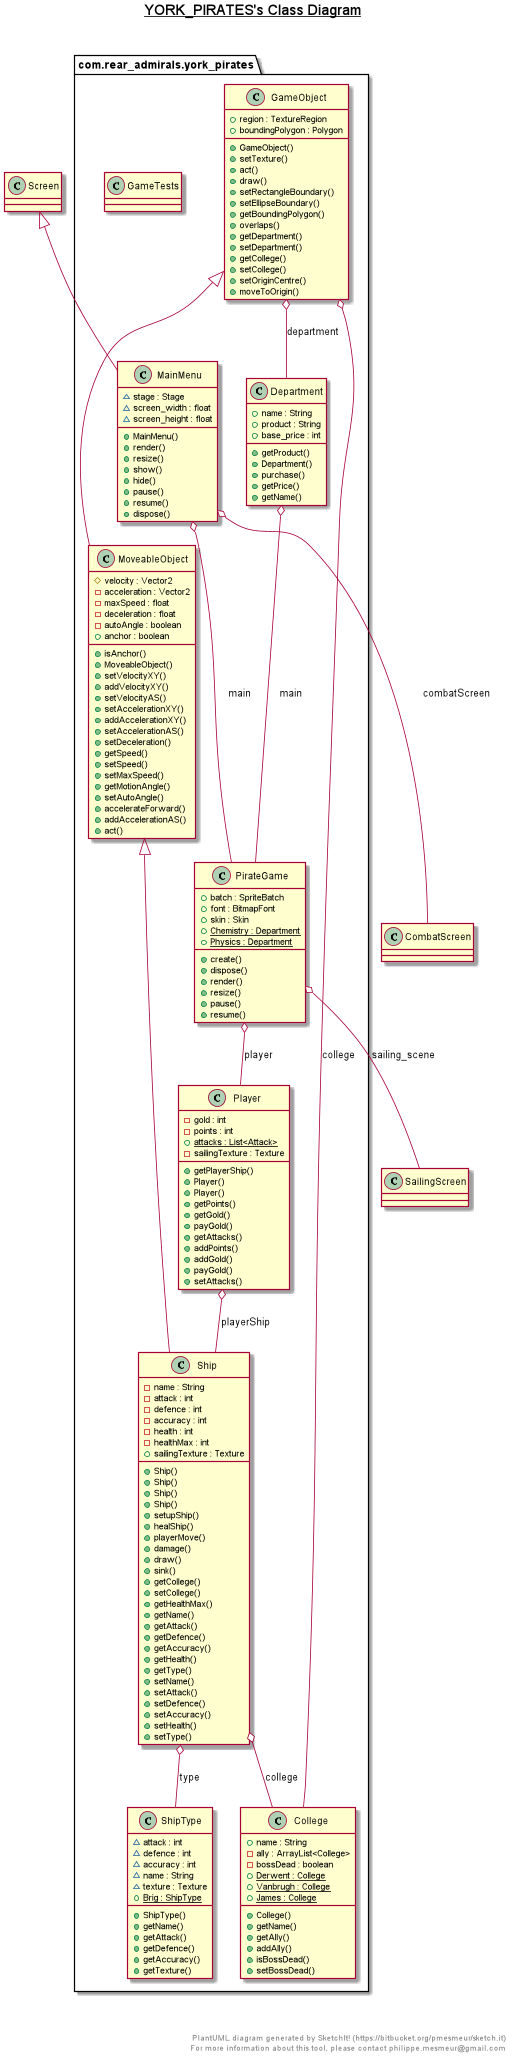 YORK_PIRATES's Class Diagram
com.rear_admirals.york_pirates
C GameObject
region : TextureRegion
boundingPolygon : Polygon
GameObject()
setTexture()
act()
draw()
setRectangleBoundary()
setEllipseBoundary()
getBoundingPolygon()
overlaps()
getDepartment()
setDepartment()
getCollege()
setCollege()
setOriginCentre()
moveToOrigin()
C Screen
C GameTests
department
C MainMenu
stage : Stage
screen_width : float
screen_height : float
MainMenu()
render()
resize()
show()
hide()
pause()
resume()
dispose()
C Department
name : String
product : String
base_price : int
getProduct()
Department()
purchase()
getPrice()
getName()
C MoveableObject
velocity : Vector2
acceleration : Vector2
maxSpeed : float
deceleration : float
autoAngle : boolean
anchor : boolean
isAnchor()
MoveableObject()
setVelocityXY()
addVelocityXY()
setVelocityAS()
setAccelerationXY()
addAccelerationXY()
setAccelerationAS()
setDeceleration()
getSpeed()
setSpeed()
setMaxSpeed()
getMotionAngle()
setAutoAngle()
accelerateForward()
addAccelerationAS()
act()
main
main
combatScreen
C PirateGame
batch : SpriteBatch
font : BitmapFont
skin : Skin
Chemistry : Department
Physics : Department
create()
dispose()
render()
resize()
pause()
resume()
C CombatScreen
player
college
sailing_scene
C Player
gold : int
points : int
attacks : List<Attack>
sailingTexture : Texture
getPlayerShip()
Player()
Player()
getPoints()
getGold()
payGold()
getAttacks()
addPoints()
addGold()
payGold()
setAttacks()
C SailingScreen
playerShip
C Ship
name : String
attack : int
defence : int
accuracy : int
health : int
healthMax : int
sailingTexture : Texture
Ship()
Ship()
Ship()
Ship()
setupShip()
healShip()
playerMove()
damage()
draw()
sink()
getCollege()
setCollege()
getHealthMax()
getName()
getAttack()
getDefence()
getAccuracy()
getHealth()
getType()
setName()
setAttack()
setDefence()
setAccuracy()
setHealth()
setType()
type
college
C ShipType
attack : int
defence : int
accuracy : int
name : String
texture : Texture
Brig : ShipType
ShipType()
getName()
getAttack()
getDefence()
getAccuracy()
getTexture()
C College
name : String
ally : ArrayList<College>
bossDead : boolean
Derwent : College
Vanbrugh : College
James : College
College()
getName()
getAlly()
addAlly()
isBossDead()
setBossDead()
PlantUML diagram generated by SketchIt! (https://bitbucket.org/pmesmeur/sketch.it)
For more information about this tool, please contact philippe.mesmeur@gmail.com